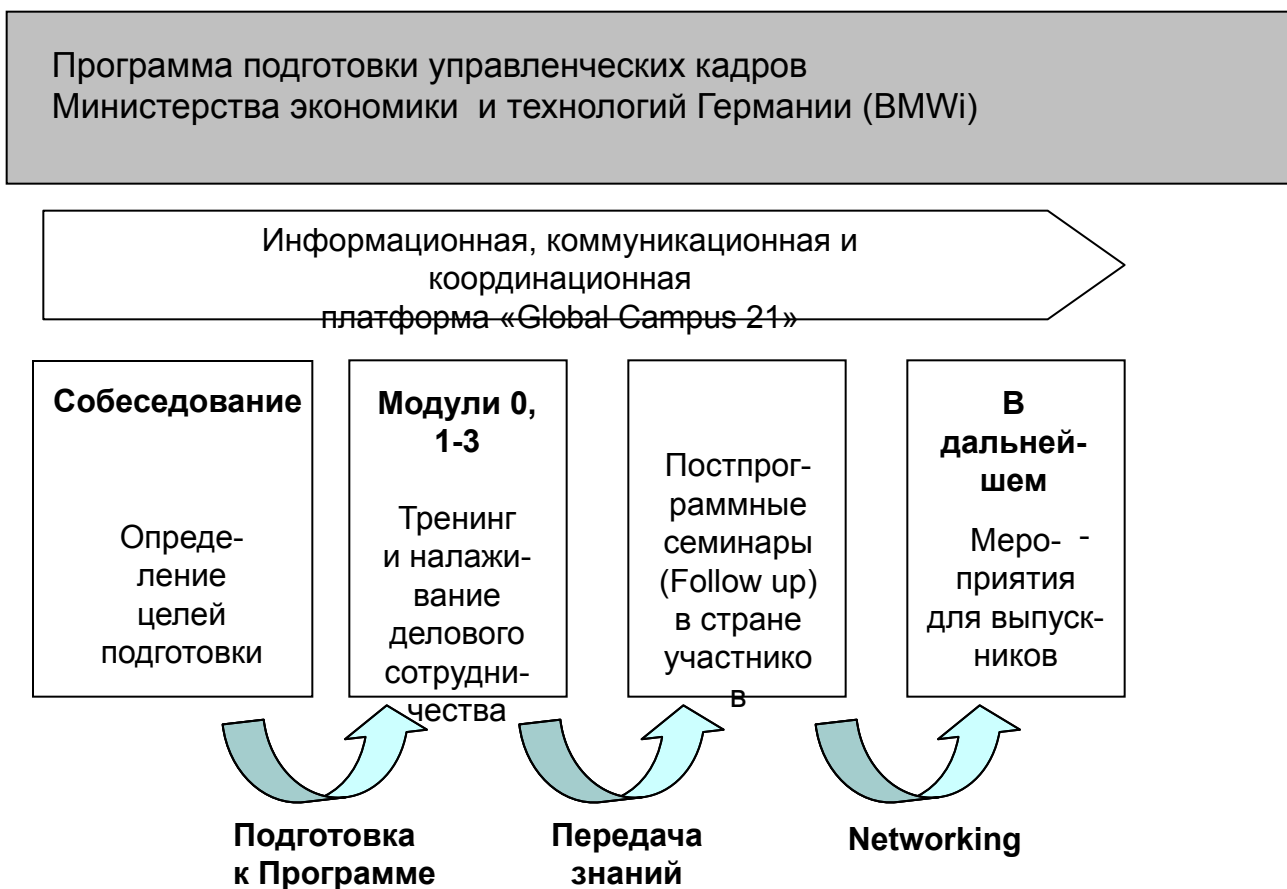 Программа подготовки управленческих кадров
Министерства экономики и технологий Германии (BMWi)
Информационная, коммуникационная и
координационная
платформа «Global Campus 21»
Собеседование
Опреде-
ление
целей
подготовки
Модули 0,
1-3
Тренинг
и налажи-
вание
делового
сотрудни-
чества
Постпрог-
раммные
семинары
(Follow up)
в стране
участнико
в
В
дальней-
шем
Меро- -
приятия
для выпуск-
ников
Подготовка
к Программе
Передача
знаний
Networking